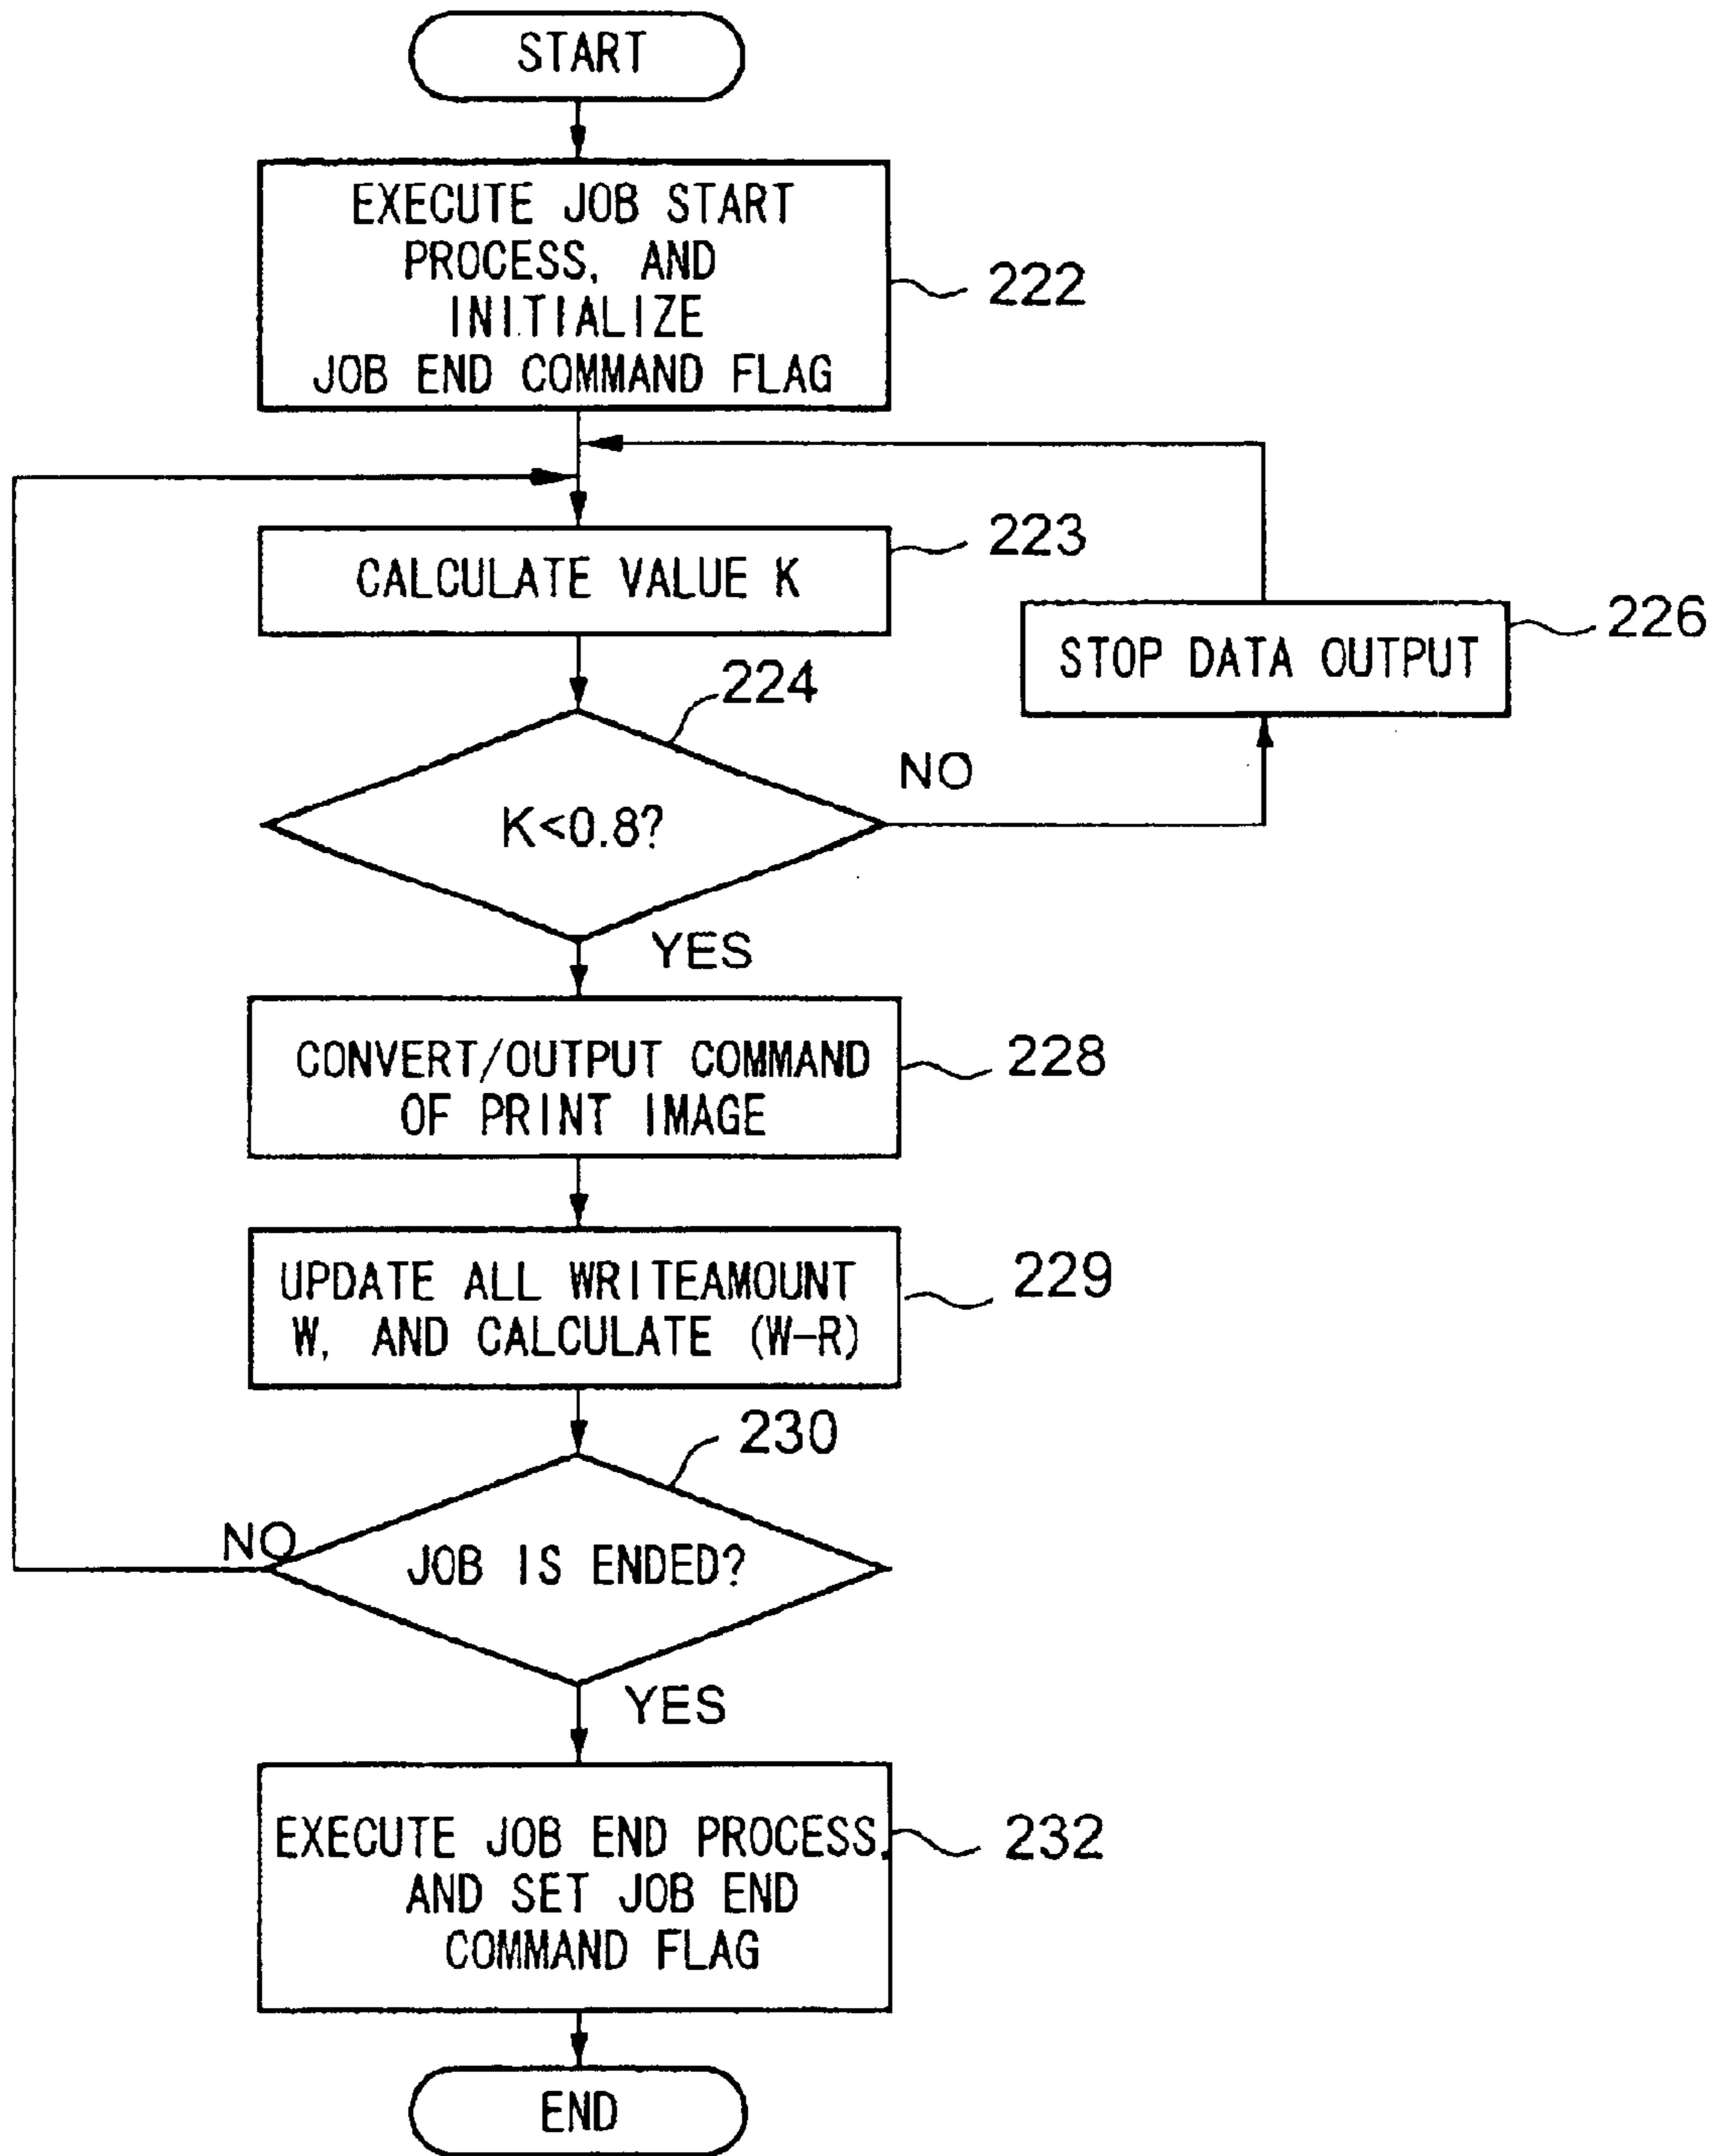 START
EXECUTE JOB START
PROCESS, AND
INITIALIZE
JOB END COMMAND FLAG
222
CALCULATE VALUE K
223
STOP DATA OUTPUT
226
224
K<0.8?
NO
YES
CONVERT/OUTPUT COMMAND
OF PRINT IMAGE
228
UPDATE ALL WRITEAMOUNT
W, AND CALCULATE (W-R)
229
230
JOB IS ENDED?
NO
YES
EXECUTE JOB END PROCESS,
AND SET JOB END
COMMAND FLAG
232
END